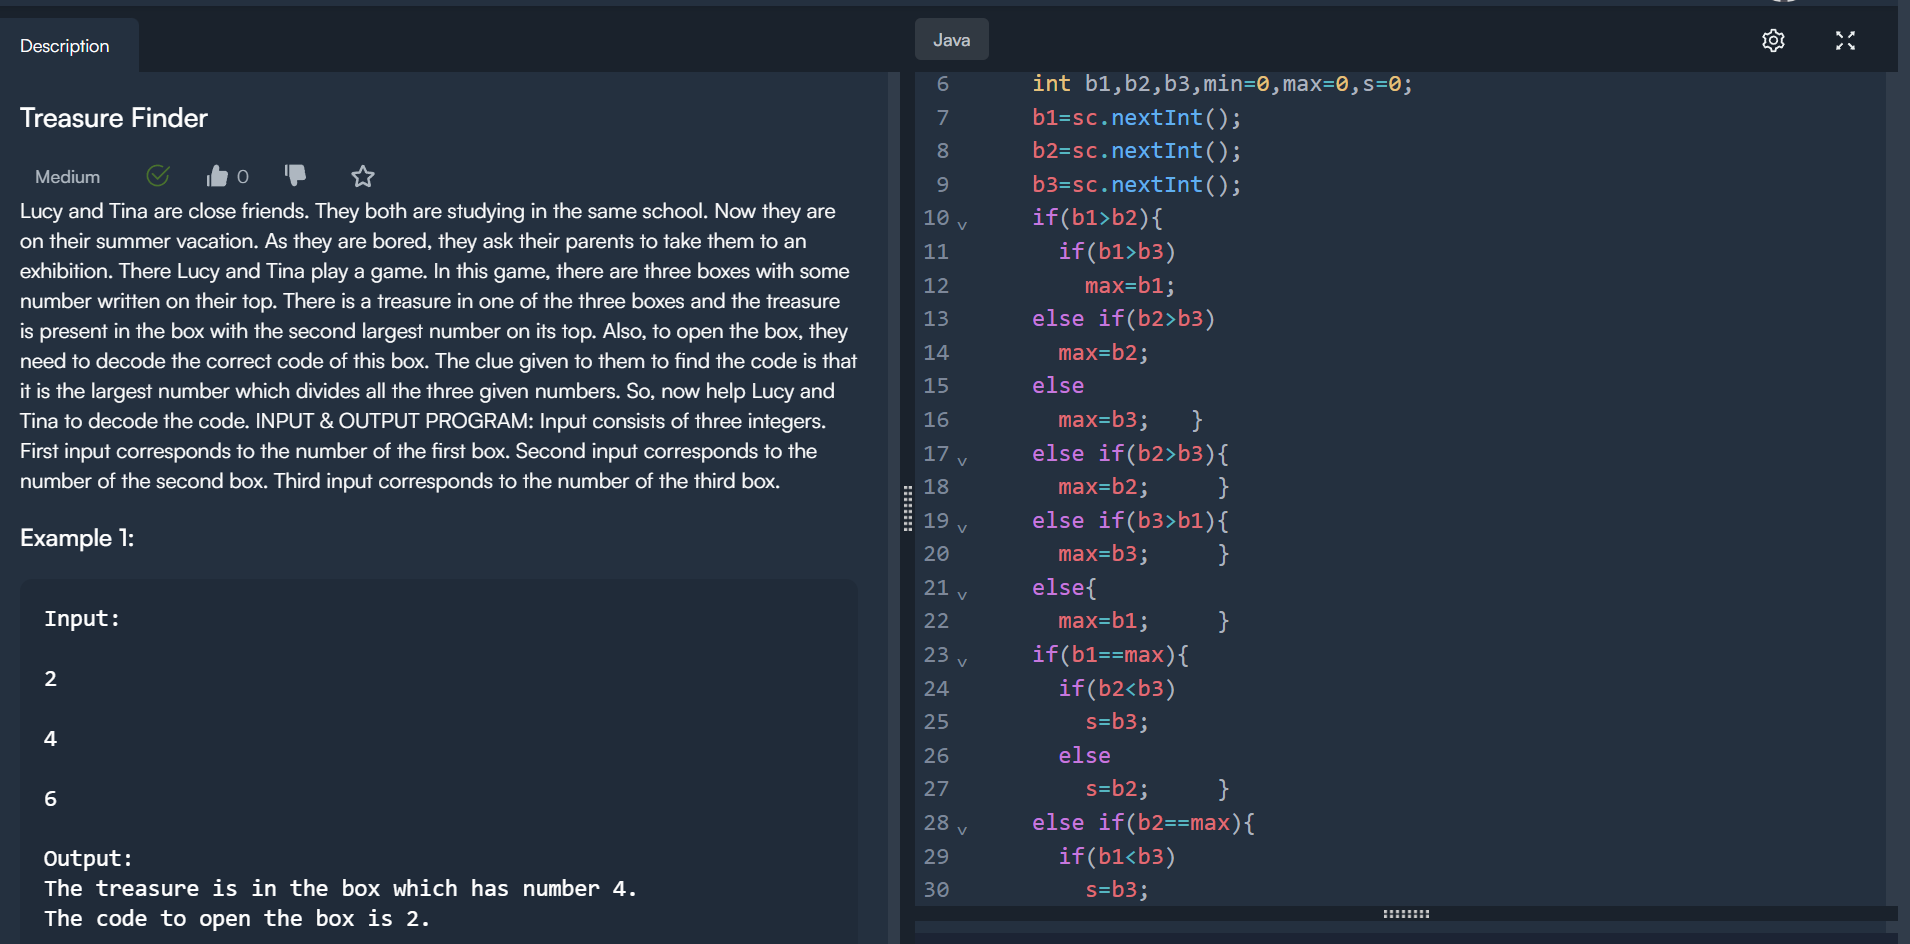 Description
Treasure Finder
Medium
0
Lucy and Tina are close friends. They both are studying in the same school. Now they are
on their summer vacation. As they are bored, they ask their parents to take them to an
exhibition. There Lucy and Tina play a game. In this game, there are three boxes with some
number written on their top. There is a treasure in one of the three boxes and the treasure
is present in the box with the second largest number on its top. Also, to open the box, they
need to decode the correct code of this box. The clue given to them to find the code is that
it is the largest number which divides all the three given numbers. So, now help Lucy and
Tina to decode the code. INPUT & OUTPUT PROGRAM: Input consists of three integers.
First input corresponds to the number of the first box. Second input corresponds to the
number of the second box. Third input corresponds to the number of the third box.
Example 1:
Input:
2
4
6
Output:
The treasure is in the box which has number 4.
The code to open the box is 2.
Java
6 int b1,b2,b3,min=0,max=0,s=0;
7 b1=sc.nextInt();
8 b2=sc.nextInt();
9 b3=sc.nextInt();
10 if(b1>b2){
11 if(b1>b3)
12 max=b1;
13 else if(b2>b3)
14 max=b2;
15 else
16 max=b3; }
17 else if(b2>b3){
18 max=b2; }
19 else if(b3>b1){
20 max=b3; }
21 else{
22 max=b1; }
23 if(b1==max){
24 if(b2<b3)
25 s=b3;
26 else
27 s=b2; }
28 else if(b2==max){
29 if(b1<b3)
30 s=b3;